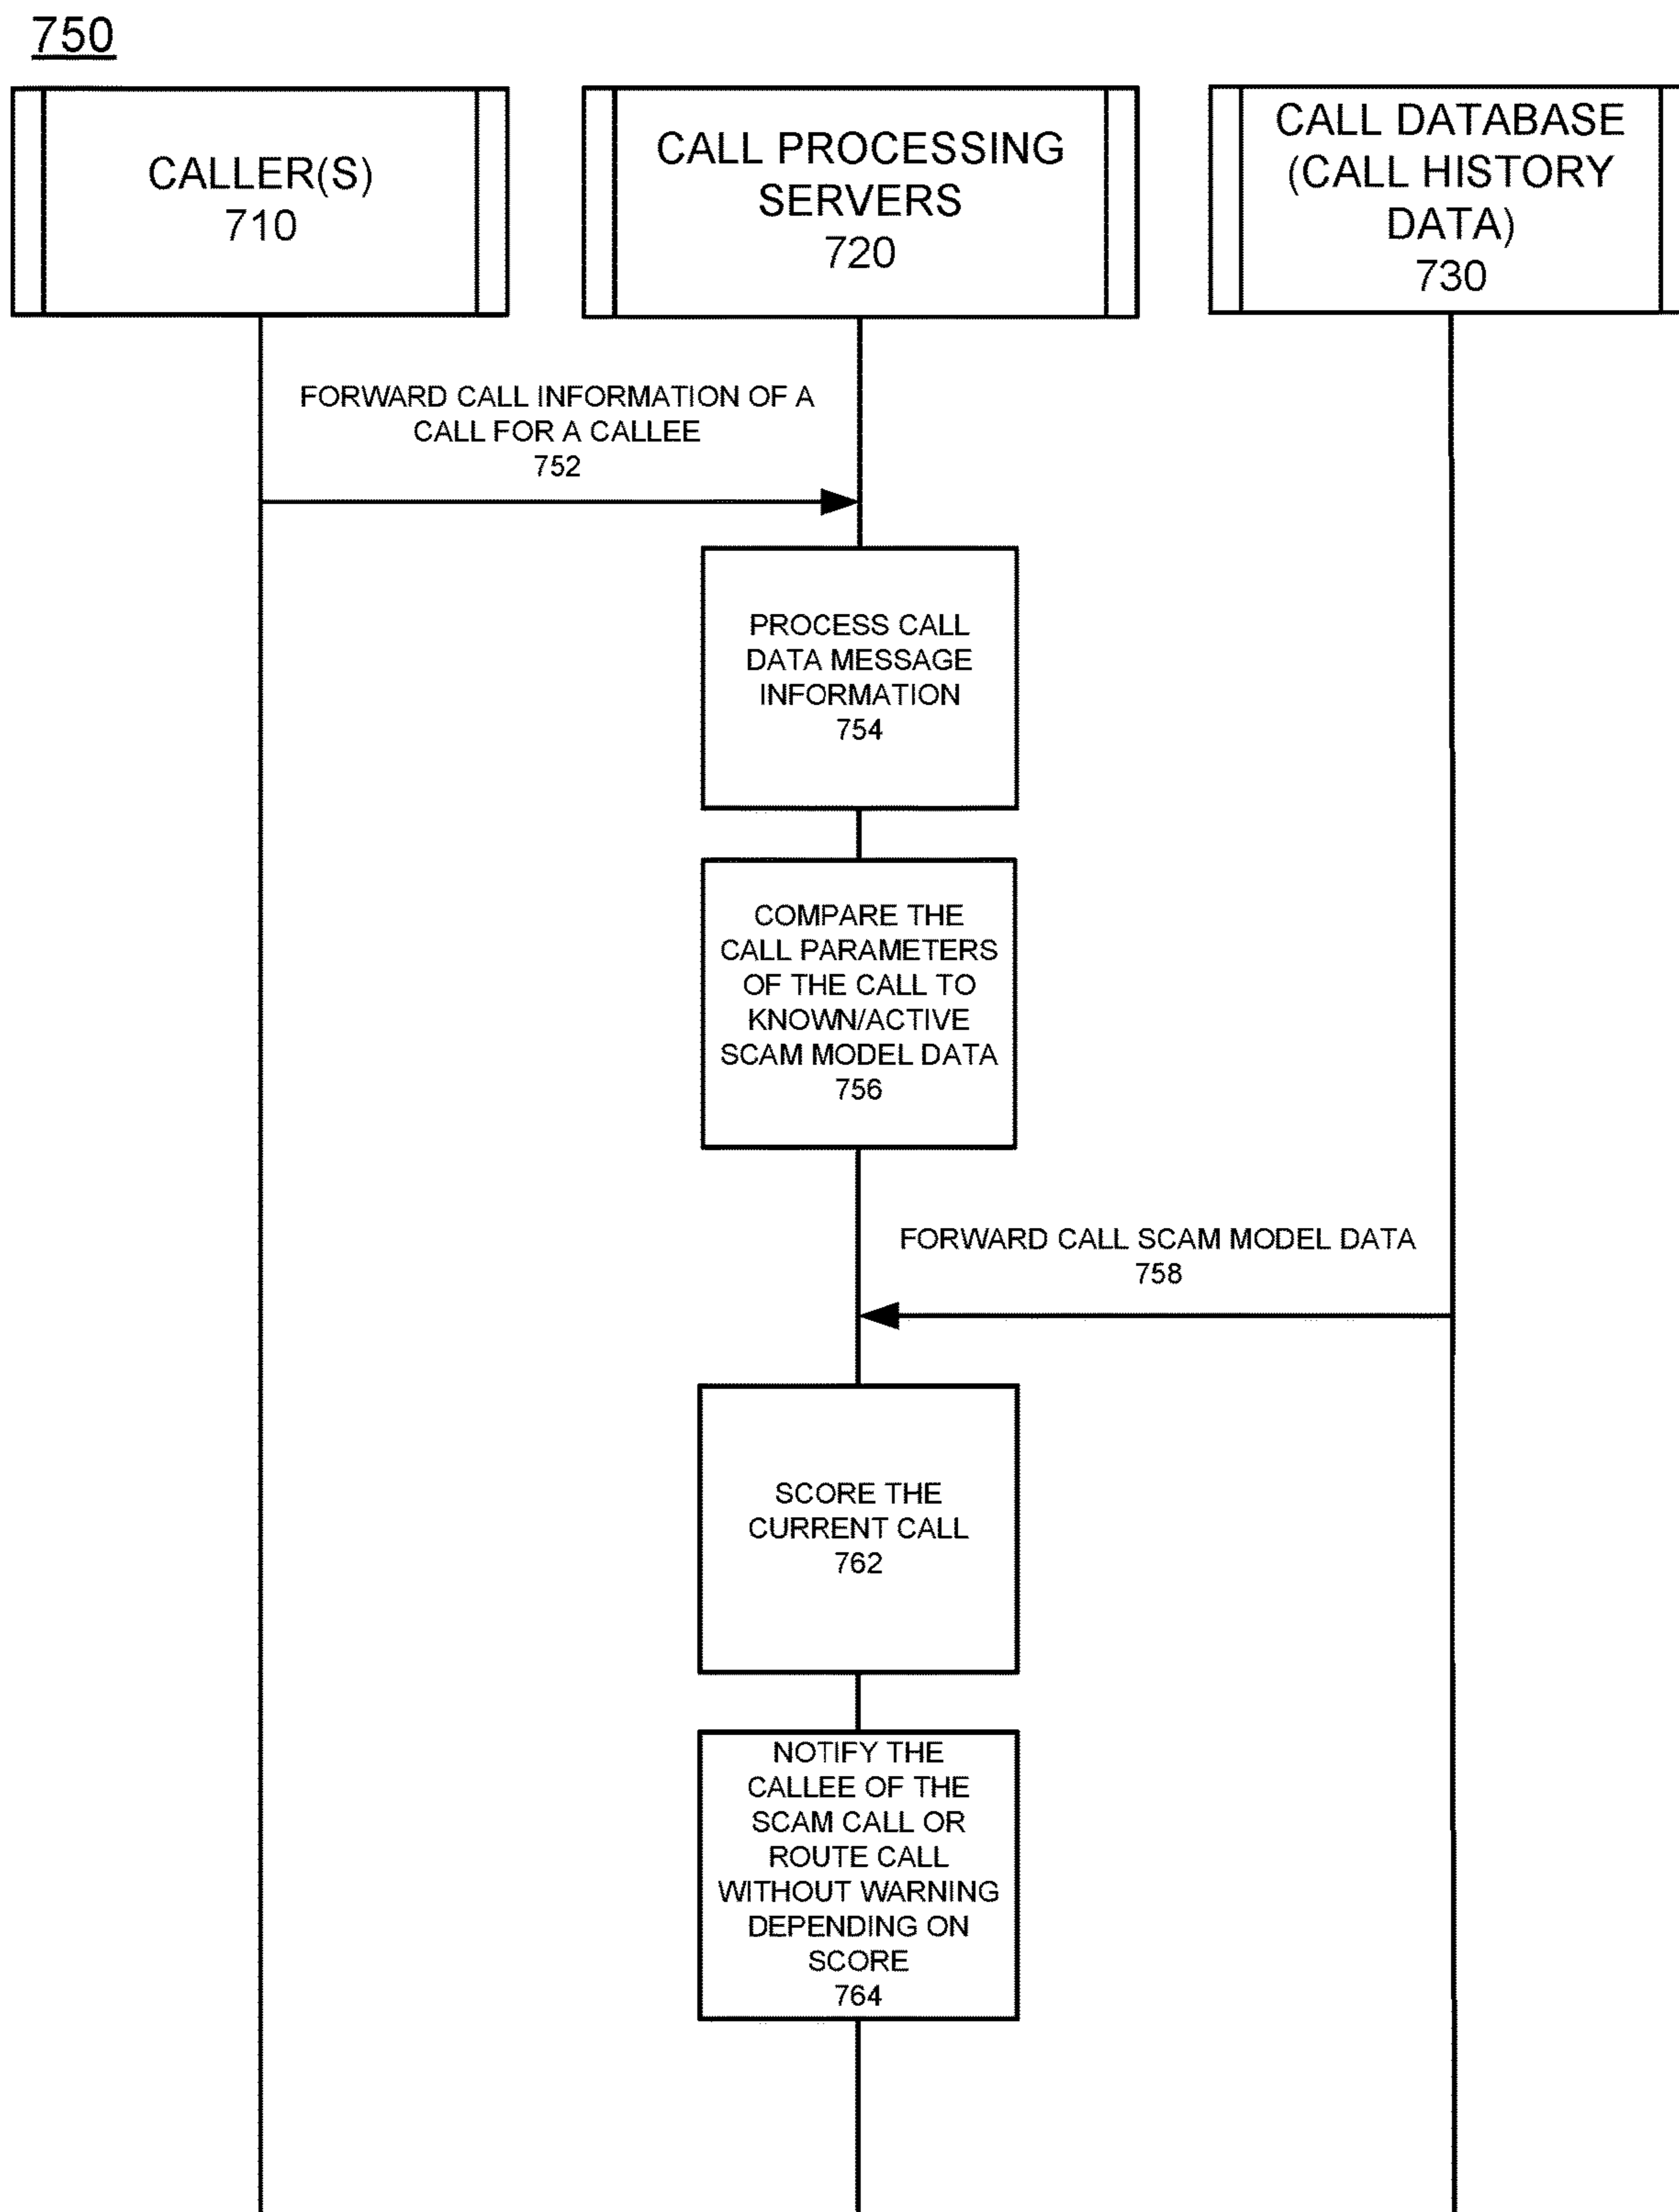 750
CALLER(S)
710
CALL PROCESSING
SERVERS
720
CALL DATABASE
(CALL HISTORY
DATA)
730
FORWARD CALL INFORMATION OF A
CALL FOR A CALLEE
752
PROCESS CALL
DATA MESSAGE
INFORMATION
754
COMPARE THE
CALL PARAMETERS
OF THE CALL TO
KNOWN/ACTIVE
SCAM MODEL DATA
756
FORWARD CALL SCAM MODEL DATA
758
SCORE THE
CURRENT CALL
762
NOTIFY THE
CALLEE OF THE
SCAM CALL OR
ROUTE CALL
WITHOUT WARNING
DEPENDING ON
SCORE
764